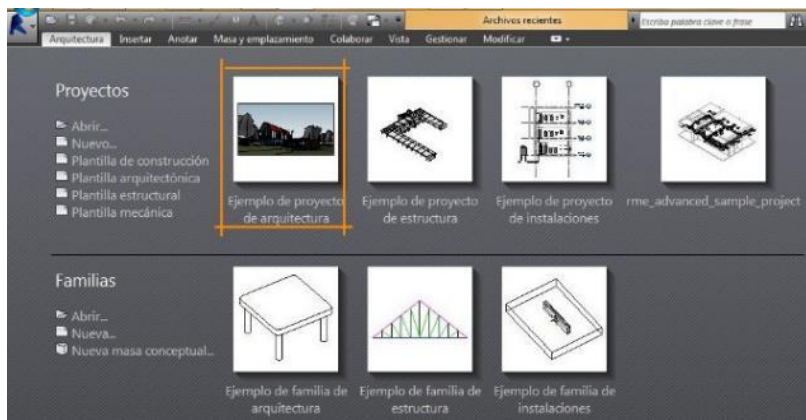 Archivos recientes
Escriba palabra clave o frase
Arquitectura Insertar Anotar Masa y emplazamiento Colaborar Vista Gestionar Modificar
Proyectos
Abrir...
Nuevo...
Plantilla de construcción
Plantilla arquitectónica
Plantilla estructural
Plantilla mecánica
Ejemplo de proyecto
de arquitectura
Ejemplo de proyecto
de estructura
Ejemplo de proyecto
de instalaciones
rme_advanced_sample_project
Familias
Abrir...
Nueva...
Nueva masa conceptual...
Ejemplo de familia de
arquitectura
Ejemplo de familia de
estructura
Ejemplo de familia de
instalaciones